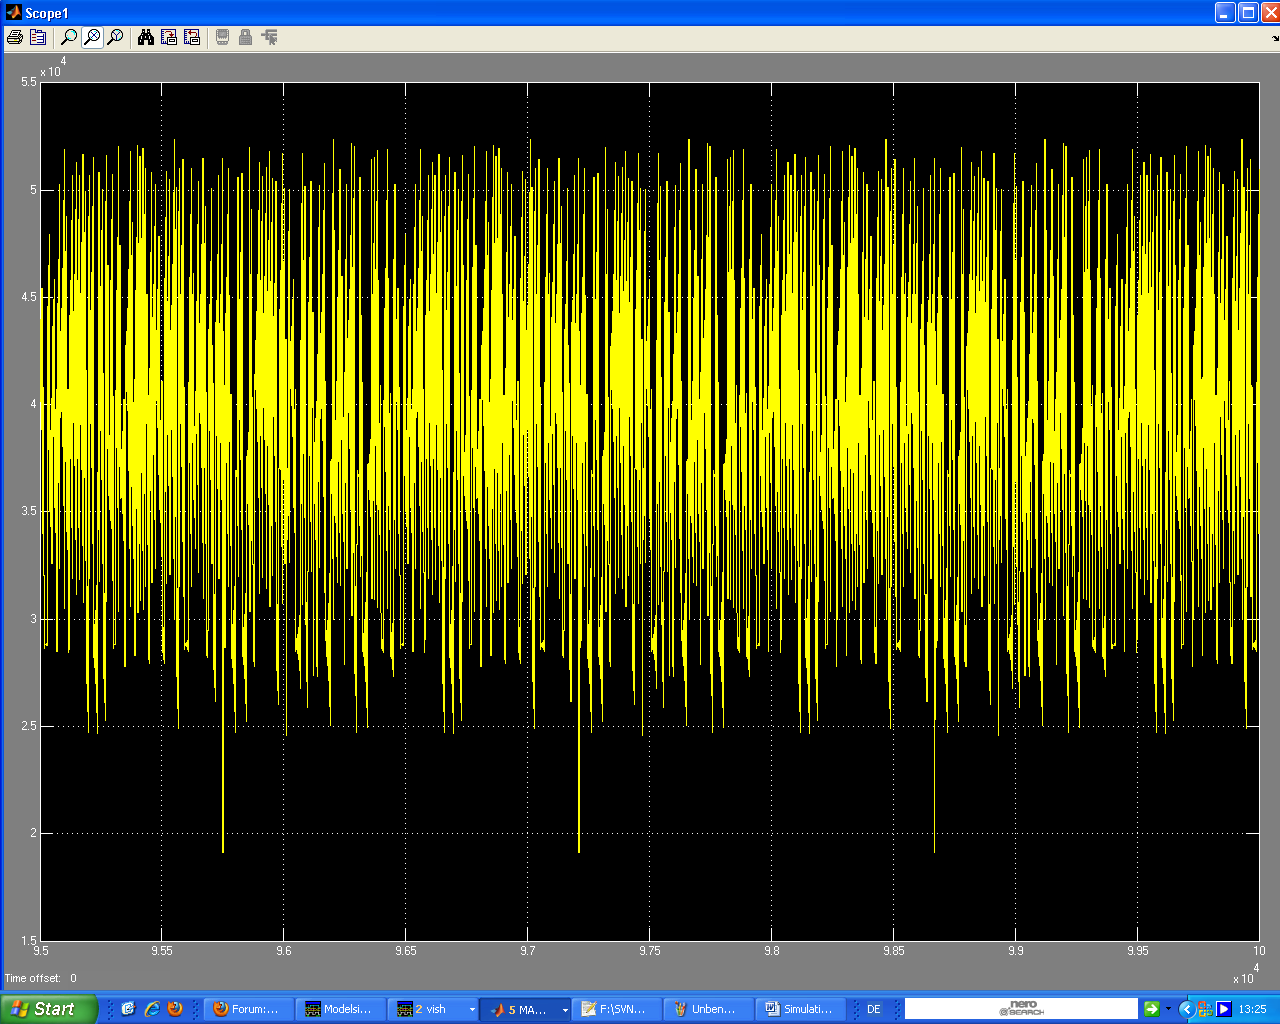 Scope1
x 10 4
5.5
5
4.5
4
3.5
3
2.5
2
1.5
9.5 9.55 9.6 9.65 9.7 9.75 9.8 9.85 9.9 9.95 10
x 10 4
Time offset: 0
Start Forum:... Modelsi... 2 vish 5 MA... F:\SVN... Unben... Simulati... DE nero SEARCH 13:25